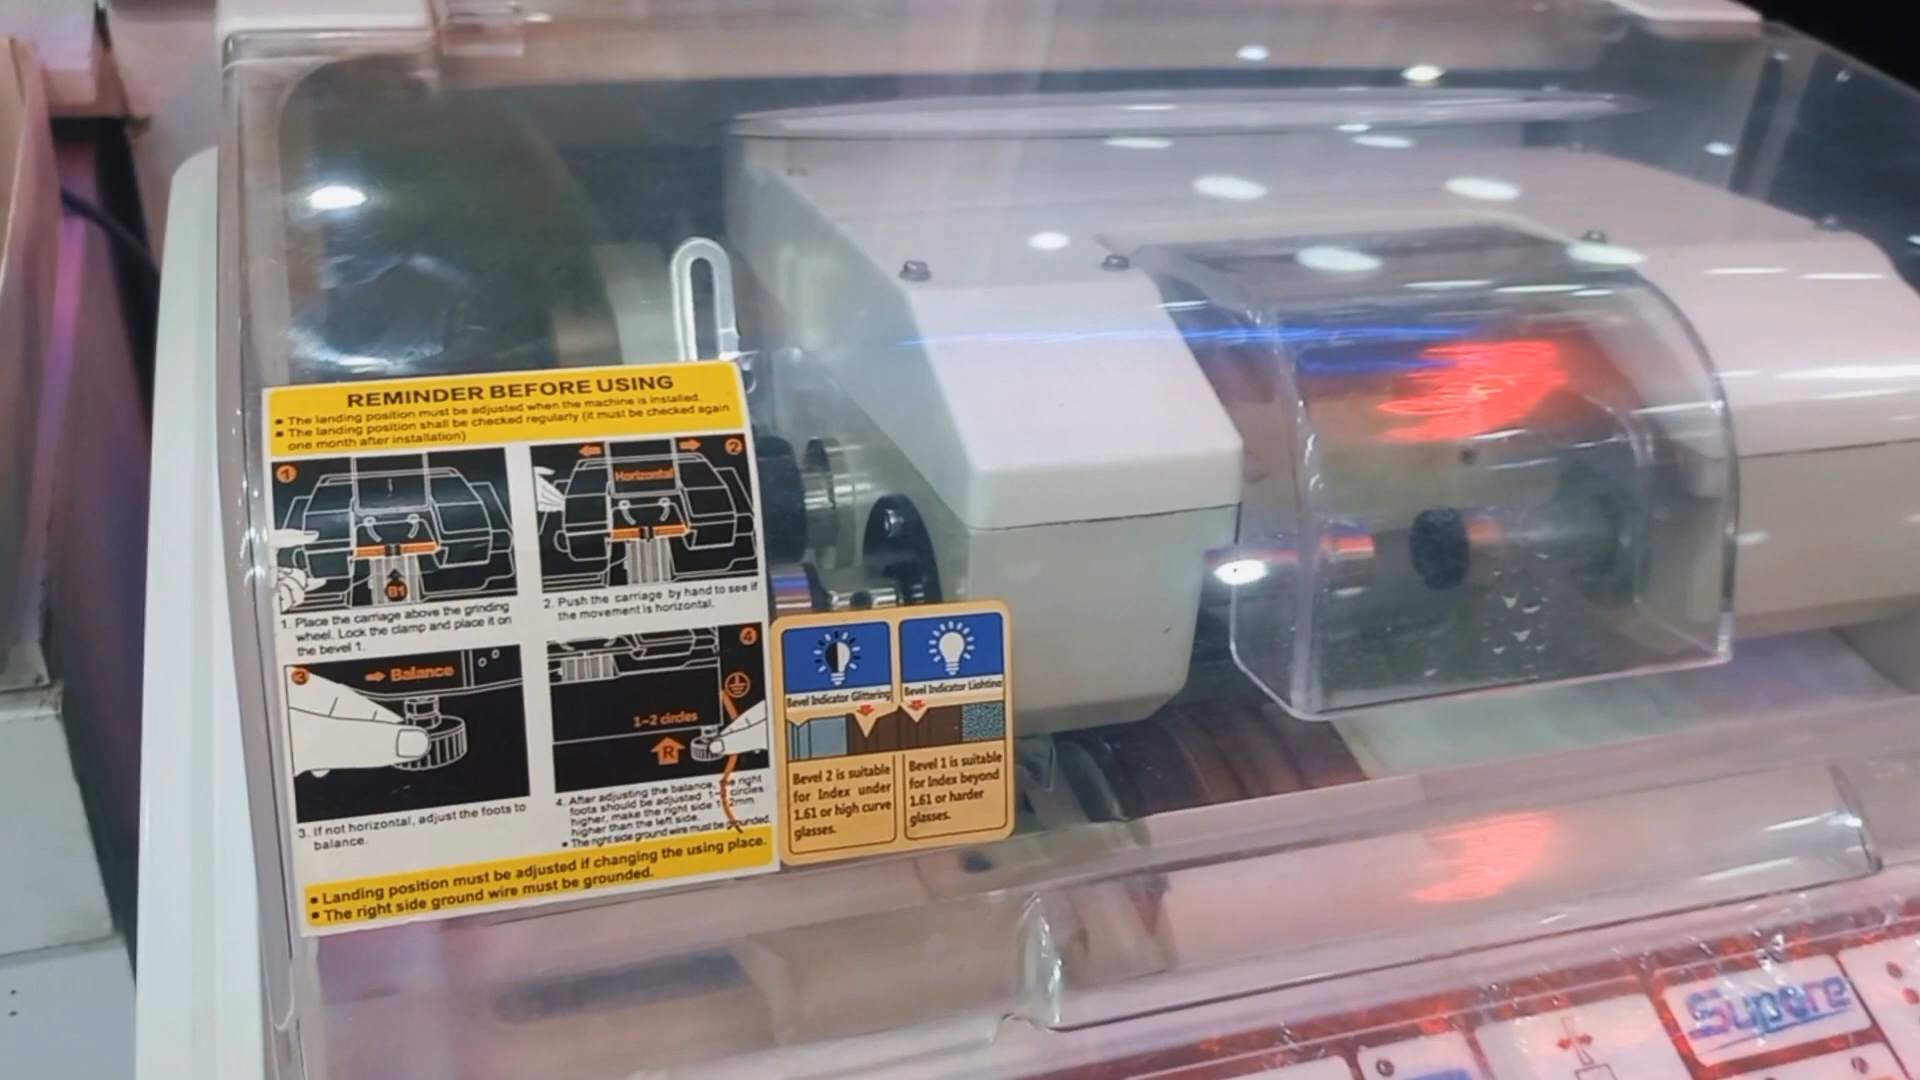 REMINDER BEFORE USING
▪ The landing position must be adjusted when the machine is installed.
▪ The landing position shall be checked regularly (it must be checked again
one month after installation)
1
B1
1. Place the carriage above the grinding
wheel. Lock the clamp and place it on
the bevel 1.
2
Horizontal
2. Push the carriage by hand to see if
the movement is horizontal.
3
Balance
3. If not horizontal, adjust the foots to
balance.
4
1-2 circles
R
4. After adjusting the balance, the right
foots should be adjusted 1-2 circles
higher, make the right side 1-2mm
higher than the left side.
▪ The right side ground wire must be grounded.
▪ Landing position must be adjusted if changing the using place.
▪ The right side ground wire must be grounded.
Bevel Indicator Glittering
Bevel 2 is suitable
for Index under
1.61 or high curve
glasses.
Bevel Indicator Lighting
Bevel 1 is suitable
for Index beyond
1.61 or harder
glasses.
Supore